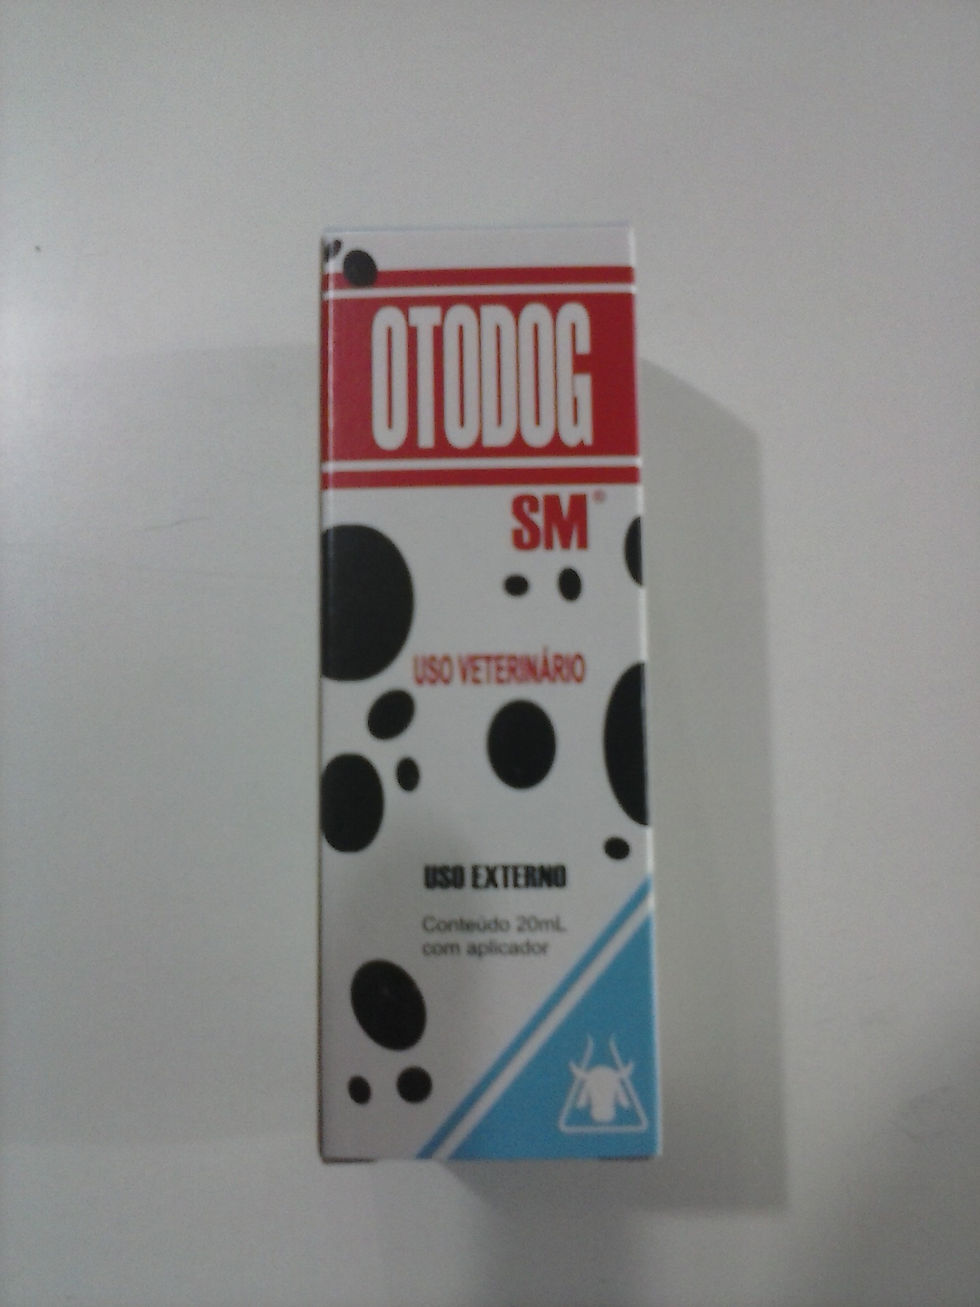 OTODOG
SM®
USO VETERINÁRIO
USO EXTERNO
Conteúdo 20mL
com aplicador